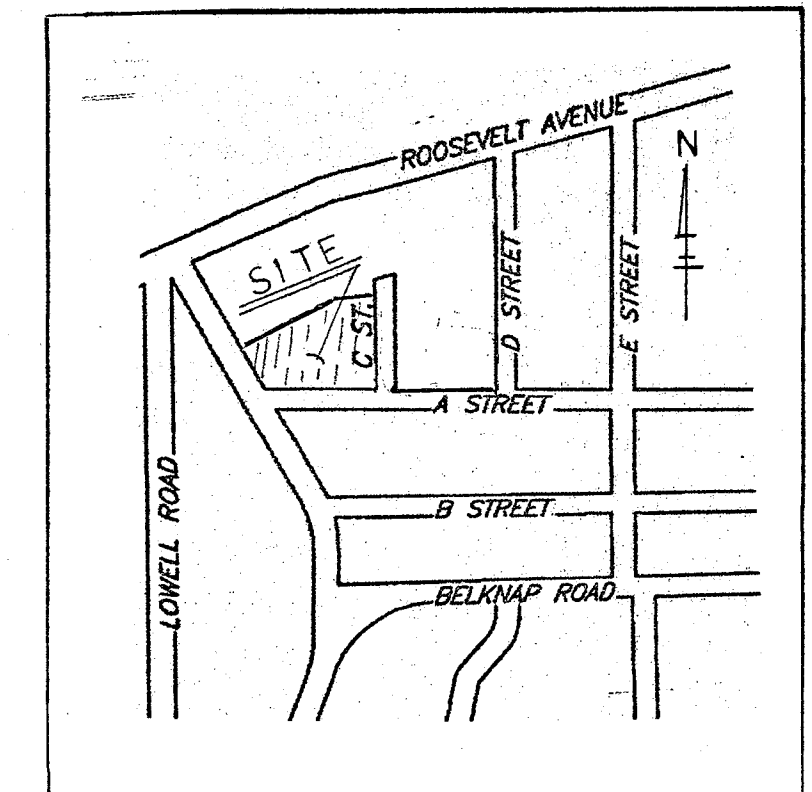 ROOSEVELT AVENUE
N
SITE
C ST.
D STREET
E STREET
A STREET
B STREET
LOWELL ROAD
BELKNAP ROAD